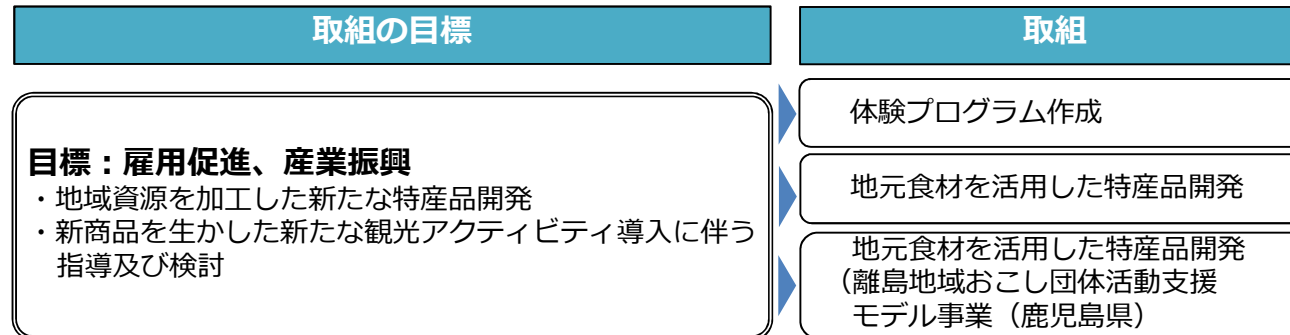 取組の目標
取組
目標：雇用促進、産業振興
・地域資源を加工した新たな特産品開発
・新商品を生かした新たな観光アクティビティ導入に伴う
指導及び検討
体験プログラム作成
地元食材を活用した特産品開発
地元食材を活用した特産品開発
（離島地域おこし団体活動支援
モデル事業（鹿児島県）